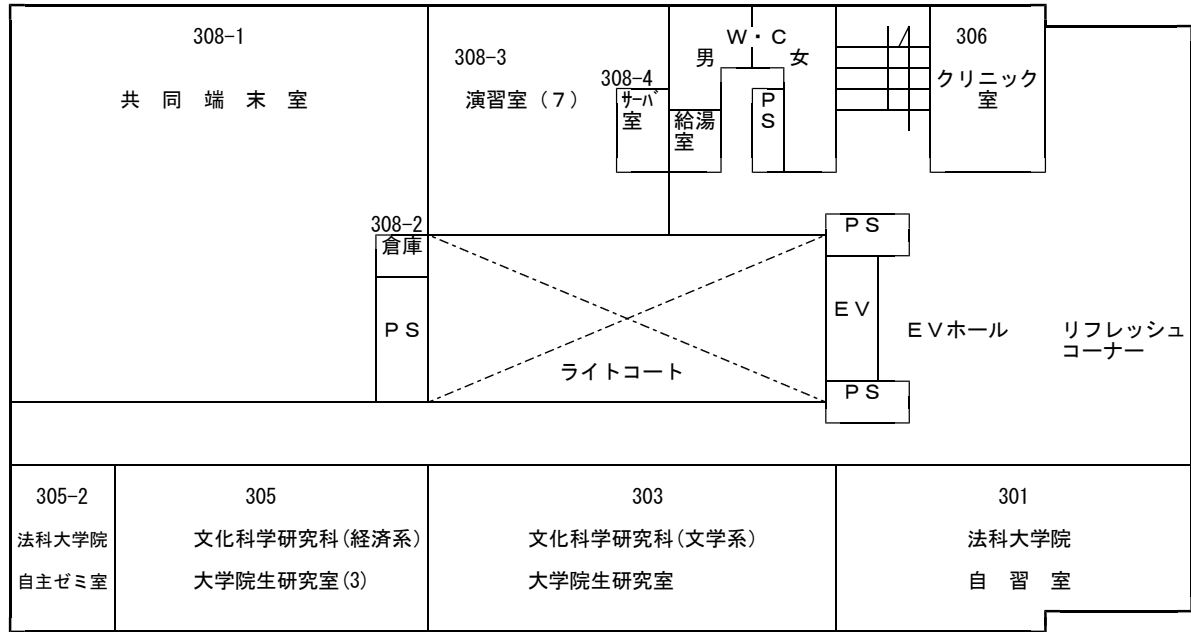 308-1
共 同 端 末 室
308-3
演習室（７）
308-4
ｻｰﾊﾞ
室
Ｗ・Ｃ
男
女
給湯
室
Ｐ
Ｓ
306
クリニック
室
308-2
倉庫
ＰＳ
ライトコート
ＰＳ
ＥＶ
ＰＳ
ＥＶホール
リフレッシュ
コーナー
305-2
法科大学院
自主ゼミ室
305
文化科学研究科(経済系)
大学院生研究室(3)
303
文化科学研究科(文学系)
大学院生研究室
301
法科大学院
自 習 室